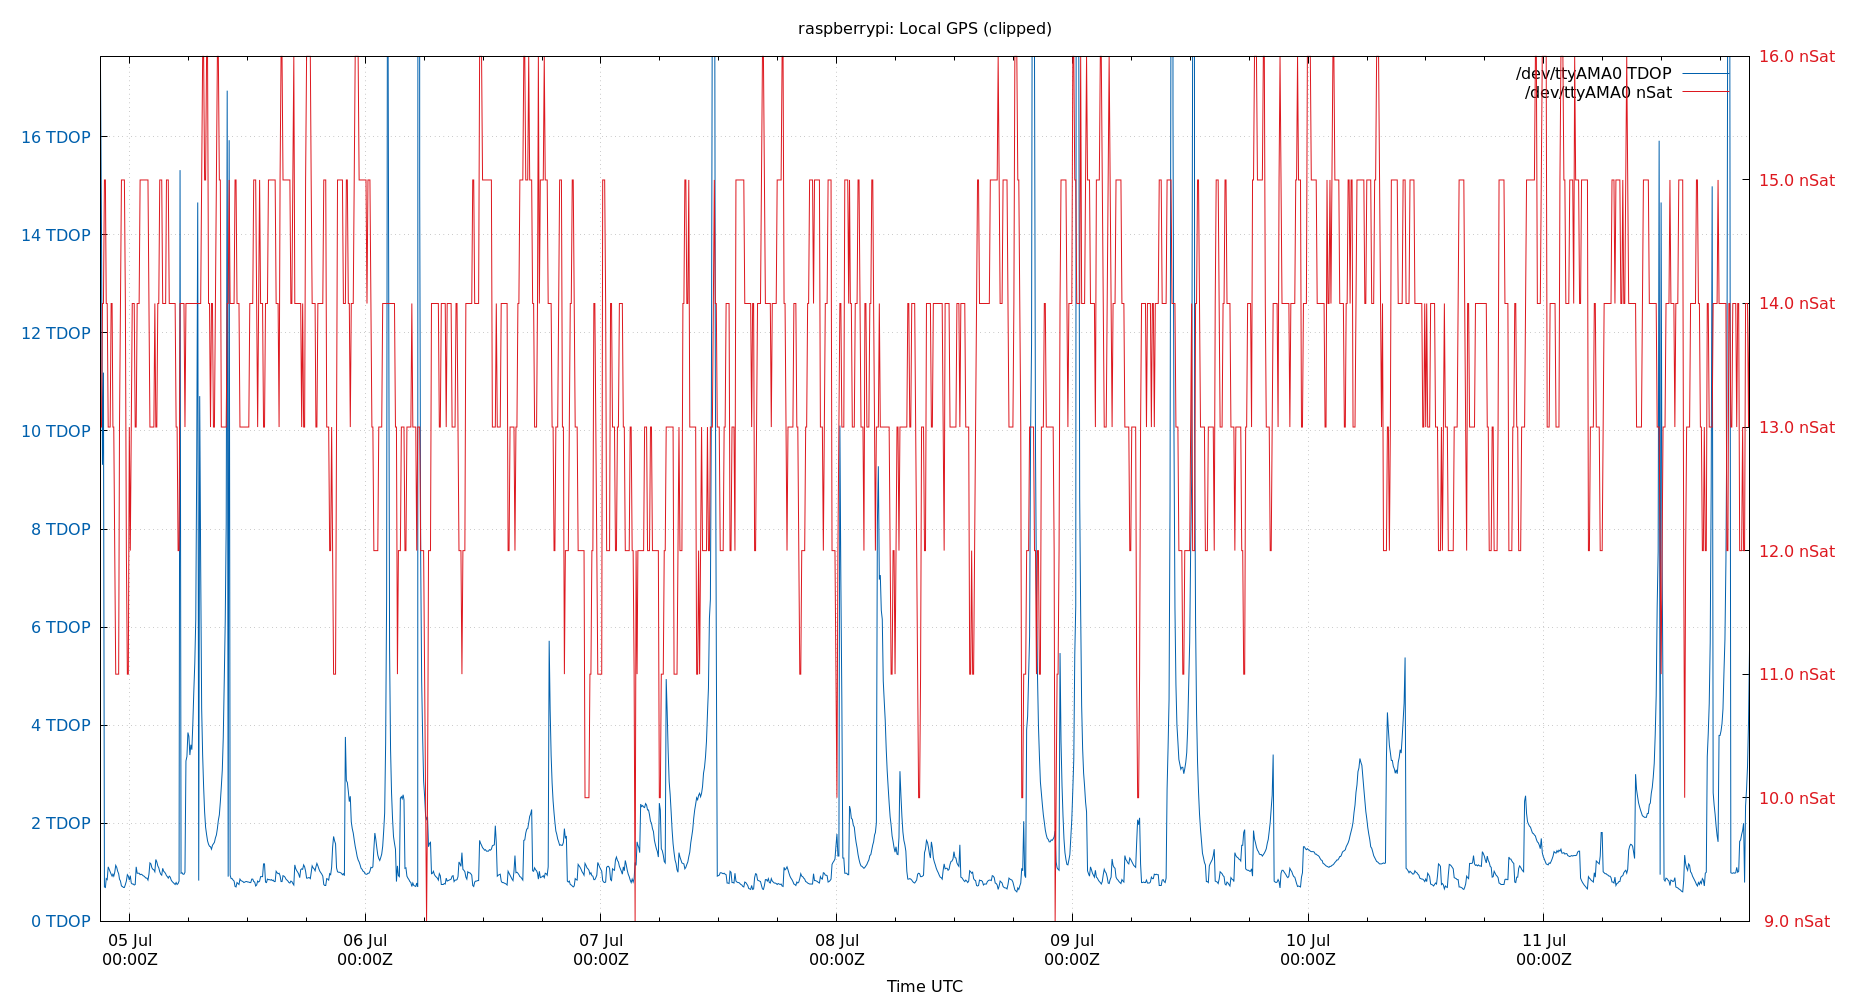 raspberrypi: Local GPS (clipped)
/dev/ttyAMA0 TDOP
/dev/ttyAMA0 nSat
16 TDOP
14 TDOP
12 TDOP
10 TDOP
8 TDOP
6 TDOP
4 TDOP
2 TDOP
0 TDOP
16.0 nSat
15.0 nSat
14.0 nSat
13.0 nSat
12.0 nSat
11.0 nSat
10.0 nSat
9.0 nSat
05 Jul
00:00Z
06 Jul
00:00Z
07 Jul
00:00Z
08 Jul
00:00Z
09 Jul
00:00Z
10 Jul
00:00Z
11 Jul
00:00Z
Time UTC